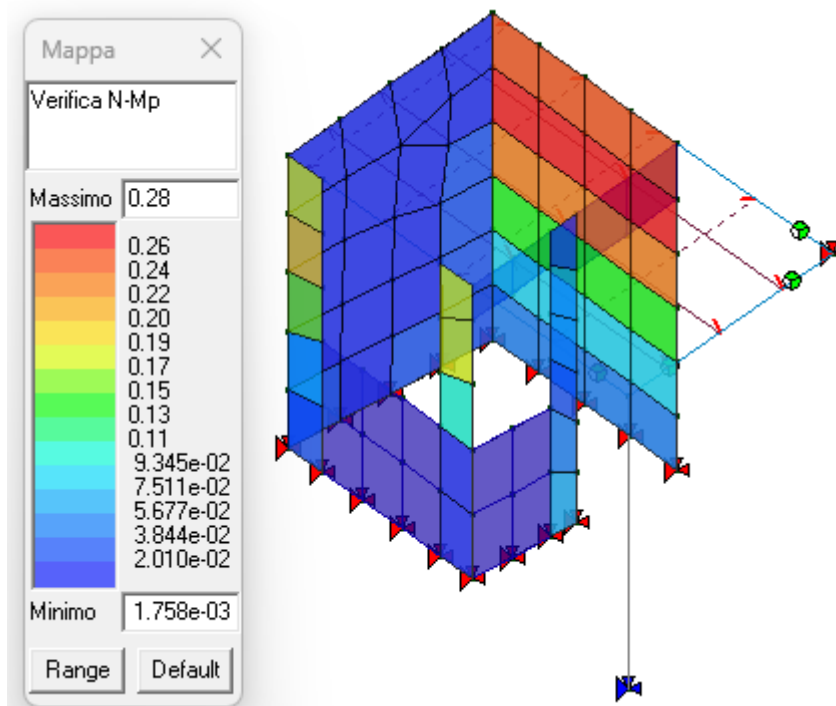 Mappa
Verifica N-Mp
Massimo 0.28
0.26
0.24
0.22
0.20
0.19
0.17
0.15
0.13
0.11
9.345e-02
7.511e-02
5.677e-02
3.844e-02
2.010e-02
Minimo 1.758e-03
Range Default